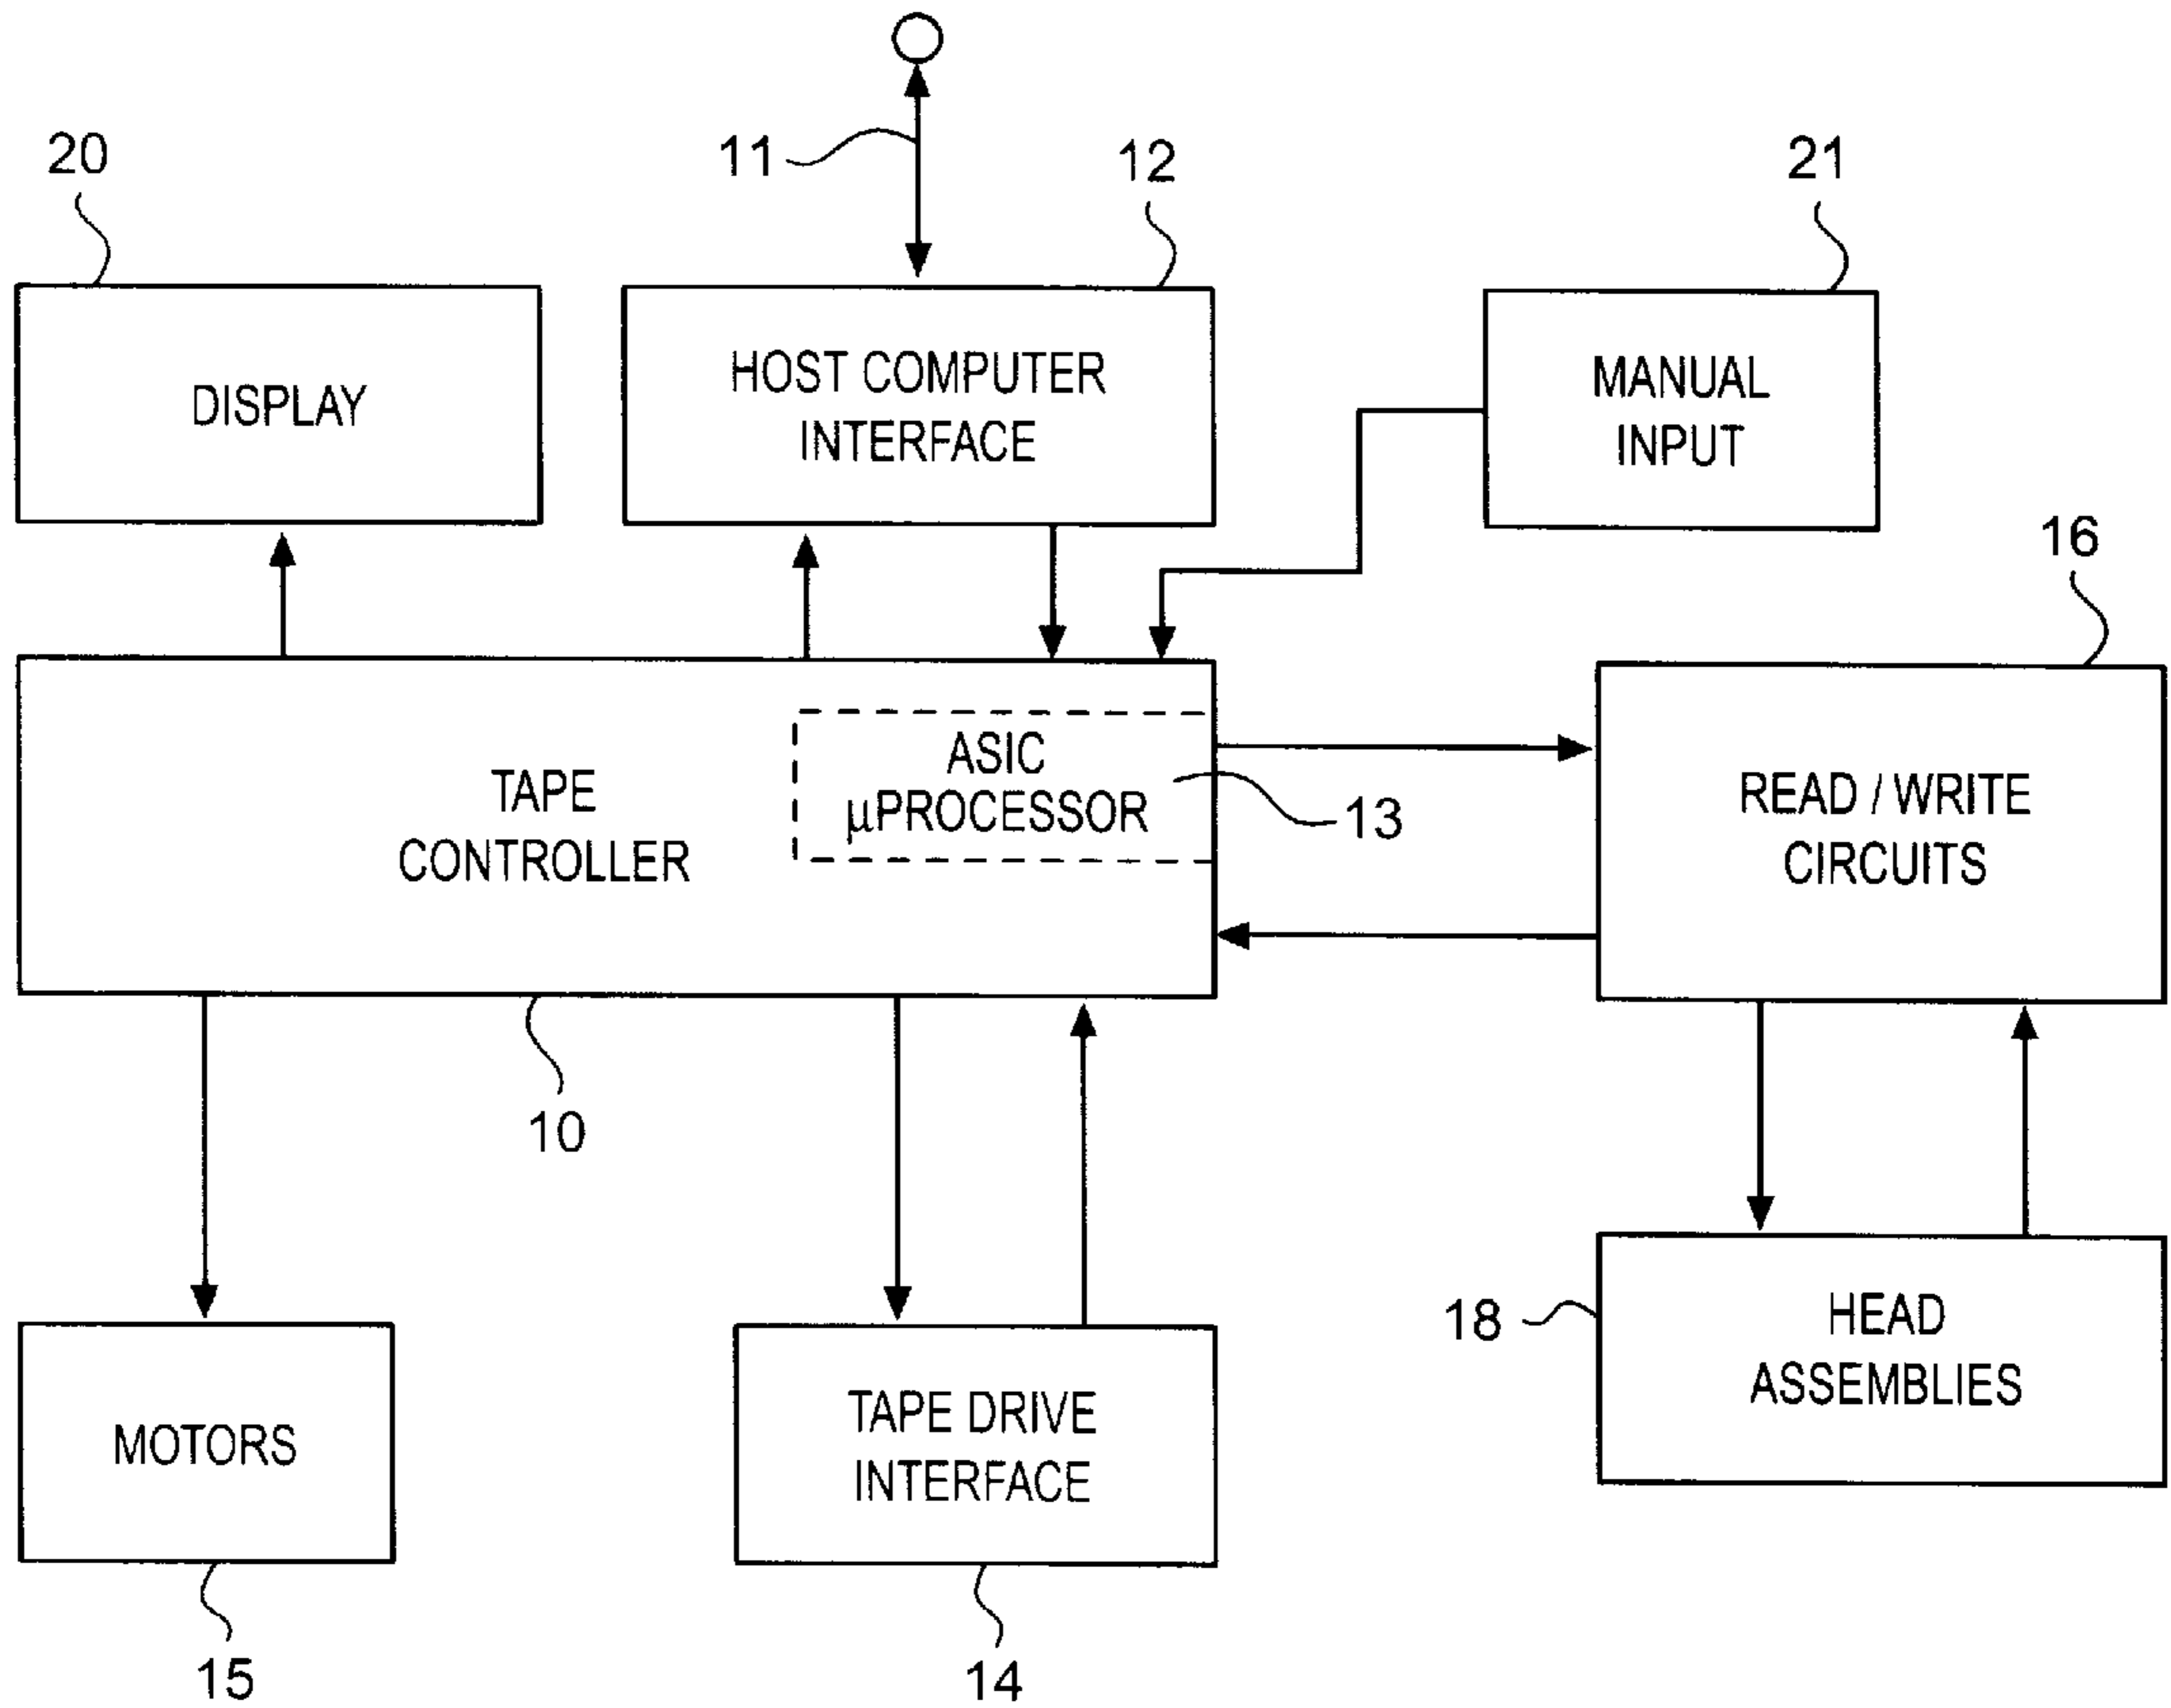 20
11
12
21
DISPLAY
HOST COMPUTER
INTERFACE
MANUAL
INPUT
16
TAPE
CONTROLLER
ASIC
μPROCESSOR
13
READ / WRITE
CIRCUITS
10
18
HEAD
ASSEMBLIES
MOTORS
TAPE DRIVE
INTERFACE
15
14